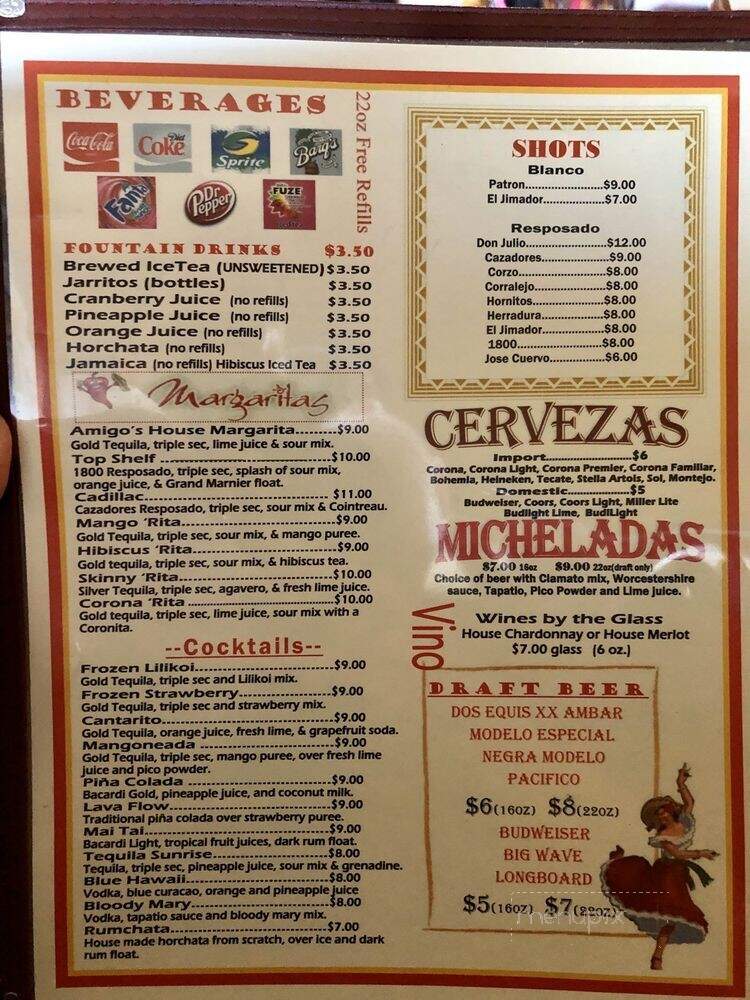 BEVERAGES
22oz Free Refills
Coca-Cola
Diet Coke
Sprite
Barq's
Fanta
Dr Pepper
FUZE
FOUNTAIN DRINKS $3.50
Brewed IceTea (UNSWEETENED) $3.50
Jarritos (bottles) $3.50
Cranberry Juice (no refills) $3.50
Pineapple Juice (no refills) $3.50
Orange Juice (no refills) $3.50
Horchata (no refills) $3.50
Jamaica (no refills) Hibiscus Iced Tea $3.50
Margaritas
Amigo's House Margarita.........$9.00
Gold Tequila, triple sec, lime juice & sour mix.
Top Shelf ........................................$10.00
1800 Resposado, triple sec, splash of sour mix,
orange juice, & Grand Marnier float.
Cadillac........................................ $11.00
Cazadores Resposado, triple sec, sour mix & Cointreau.
Mango 'Rita...............................$9.00
Gold Tequila, triple sec, sour mix, & mango puree.
Hibiscus 'Rita.............................$9.00
Gold tequila, triple sec, sour mix, & hibiscus tea.
Skinny 'Rita...............................$10.00
Silver Tequila, triple sec, agavero, & fresh lime juice.
Corona 'Rita ..............................$10.00
Gold tequila, triple sec, lime juice, sour mix with a
Coronita.
--Cocktails--
Frozen Lilikoi.............................$9.00
Gold Tequila, triple sec and Lilikoi mix.
Frozen Strawberry...................$9.00
Gold Tequila, triple sec and strawberry mix.
Cantarito...................................$9.00
Gold Tequila, orange juice, fresh lime, & grapefruit soda.
Mangoneada ...........................$9.00
Gold Tequila, triple sec, mango puree, over fresh lime
juice and pico powder.
Piña Colada .............................$9.00
Bacardi Gold, pineapple juice, and coconut milk.
Lava Flow.................................$9.00
Traditional piña colada over strawberry puree.
Mai Tai......................................$9.00
Bacardi Light, tropical fruit juices, dark rum float.
Tequila Sunrise........................$8.00
Tequila, triple sec, pineapple juice, sour mix & grenadine.
Blue Hawaii..............................$8.00
Vodka, blue curacao, orange and pineapple juice
Bloody Mary.............................$8.00
Vodka, tapatio sauce and bloody mary mix.
Rumchata.................................$7.00
House made horchata from scratch, over ice and dark
rum float.
SHOTS
Blanco
Patron........................$9.00
El Jimador..................$7.00
Resposado
Don Julio.........................$12.00
Cazadores.....................$9.00
Corzo...........................$8.00
Corralejo......................$8.00
Hornitos.......................$8.00
Herradura.....................$8.00
El Jimador....................$8.00
1800...........................$8.00
Jose Cuervo.................$6.00
CERVEZAS
Import.......................$6
Corona, Corona Light, Corona Premier, Corona Familiar,
Bohemia, Heineken, Tecate, Stella Artois, Sol, Montejo.
Domestic....................$5
Budweiser, Coors, Coors Light, Miller Lite
Budlight Lime, BudlLight
MICHELADAS
$7.00 16oz $9.00 22oz(draft only)
Choice of beer with Clamato mix, Worcestershire
sauce, Tapatio, Pico Powder and Lime juice.
Vino
Wines by the Glass
House Chardonnay or House Merlot
$7.00 glass (6 oz.)
DRAFT BEER
DOS EQUIS XX AMBAR
MODELO ESPECIAL
NEGRA MODELO
PACIFICO
$6(16OZ) $8(22OZ)
BUDWEISER
BIG WAVE
LONGBOARD
$5(16OZ) $7(22OZ)
menupix